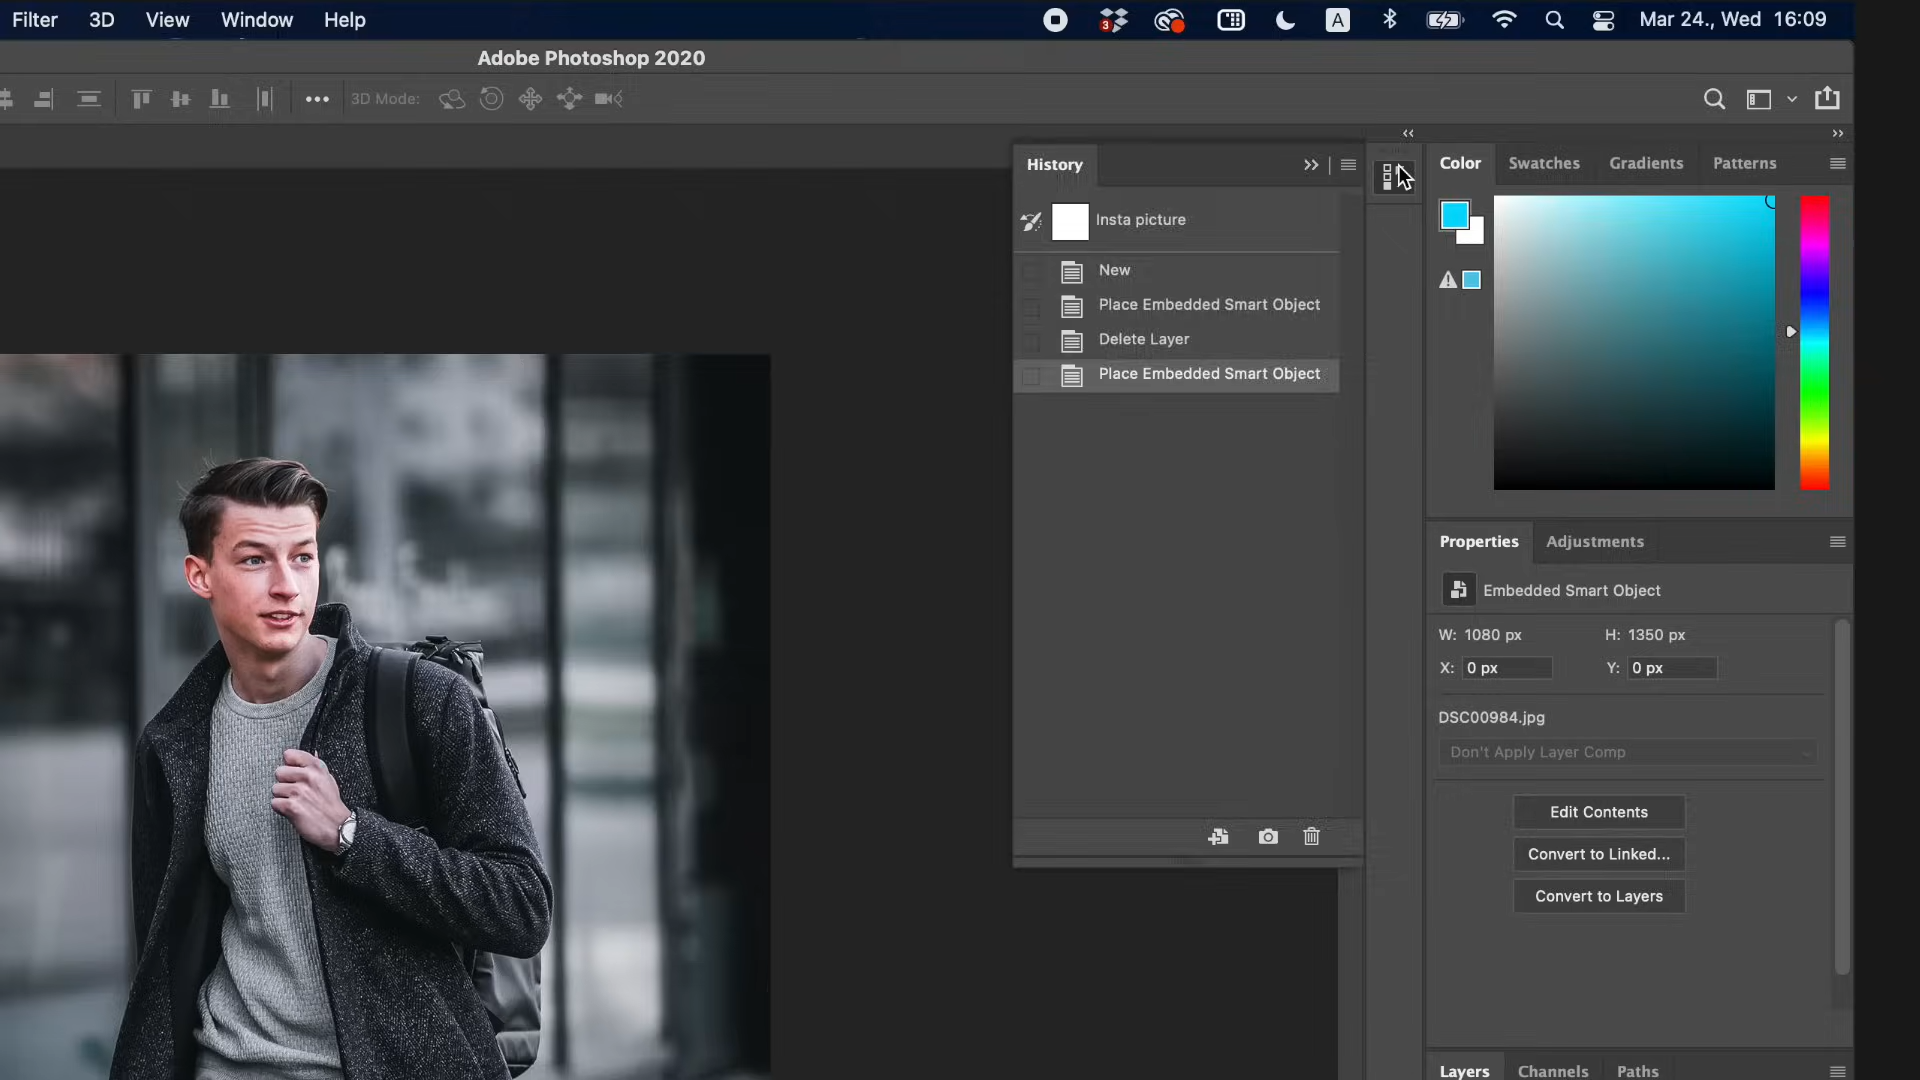 Filter 3D View Window Help 3 A Mar 24., Wed 16:09
Adobe Photoshop 2020
3D Mode:
History
Insta picture
New
Place Embedded Smart Object
Delete Layer
Place Embedded Smart Object
Color Swatches Gradients Patterns
Properties Adjustments
Embedded Smart Object
W: 1080 px H: 1350 px
X: 0 px Y: 0 px
DSC00984.jpg
Don't Apply Layer Comp
Edit Contents
Convert to Linked...
Convert to Layers
Layers Channels Paths